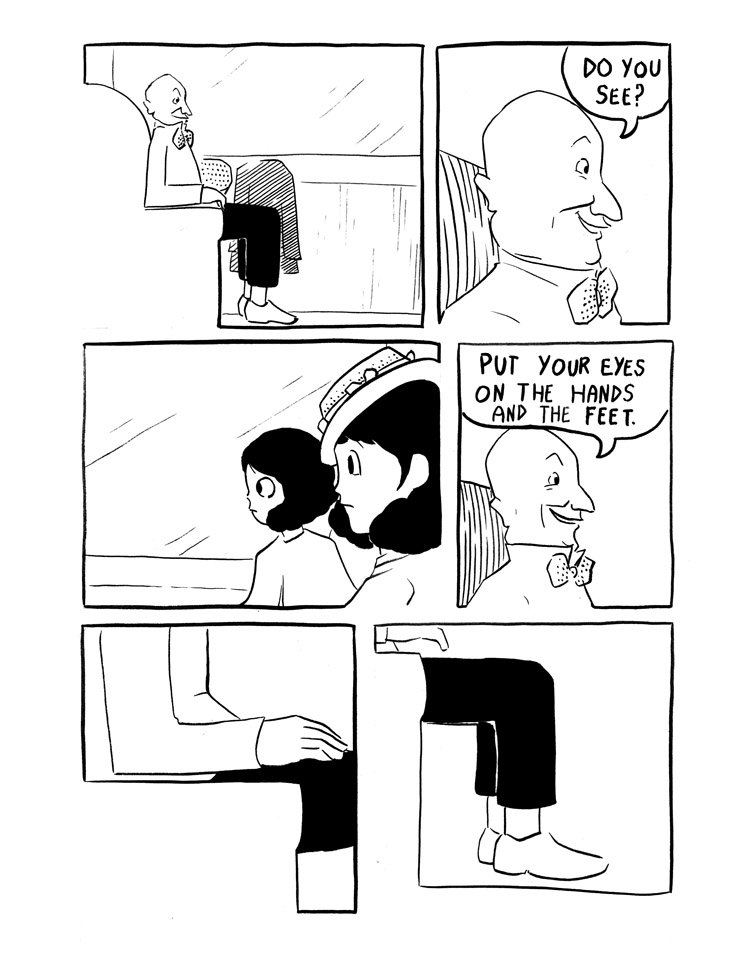 DO YOU
SEE?
PUT YOUR EYES
ON THE HANDS
AND THE FEET.